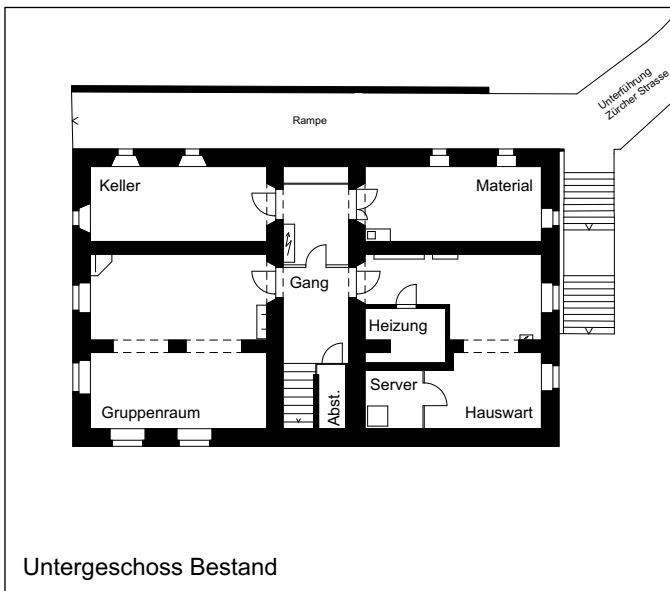 Unterführung
Zürcher Strasse
Rampe
Keller
Material
Gang
Heizung
Server
Abst.
Gruppenraum
Hauswart
Untergeschoss Bestand